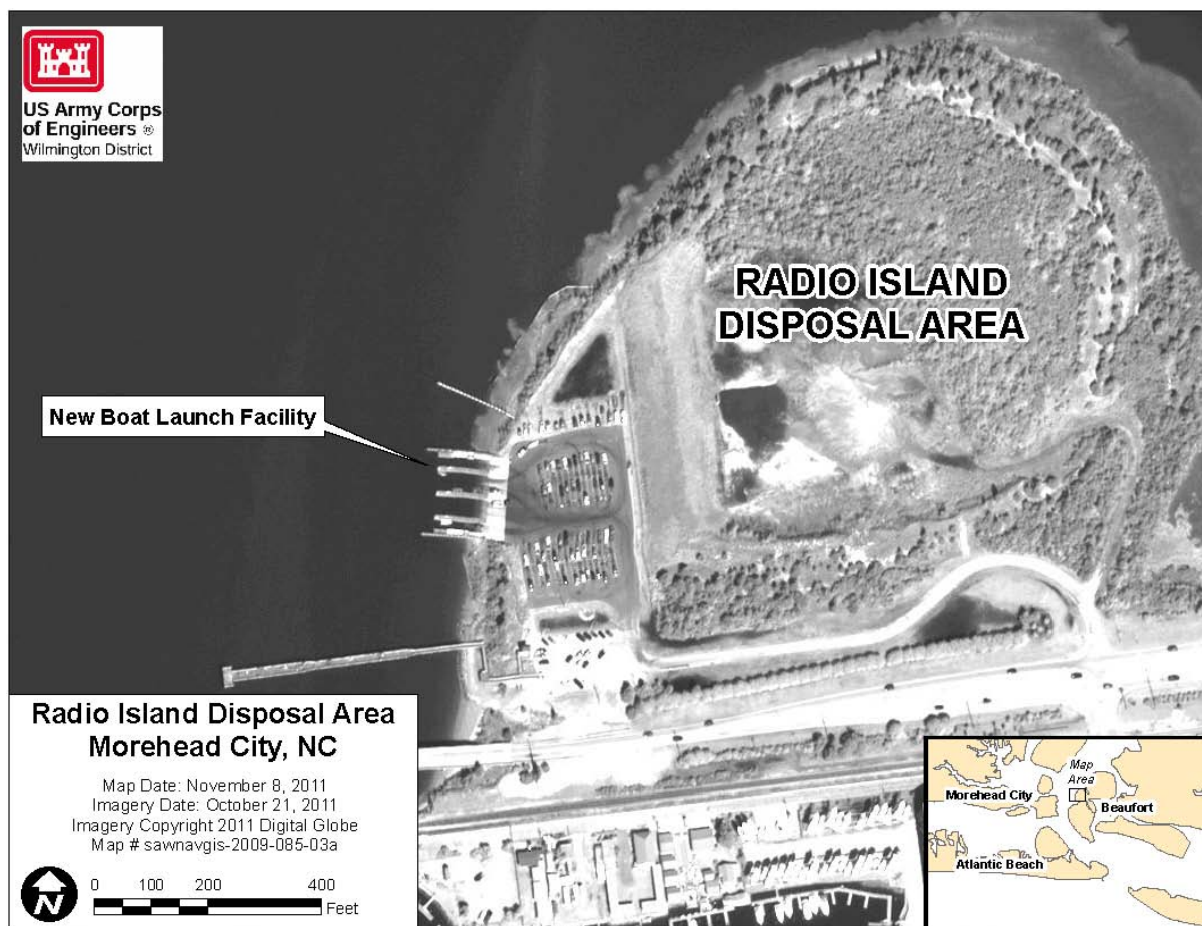 US Army Corps
of Engineers ®
Wilmington District
RADIO ISLAND
DISPOSAL AREA
New Boat Launch Facility
Radio Island Disposal Area
Morehead City, NC
Map Date: November 8, 2011
Imagery Date: October 21, 2011
Imagery Copyright 2011 Digital Globe
Map # sawnavgis-2009-085-03a
N
0 100 200 400
Feet
Map
Area
Morehead City
Beaufort
Atlantic Beach